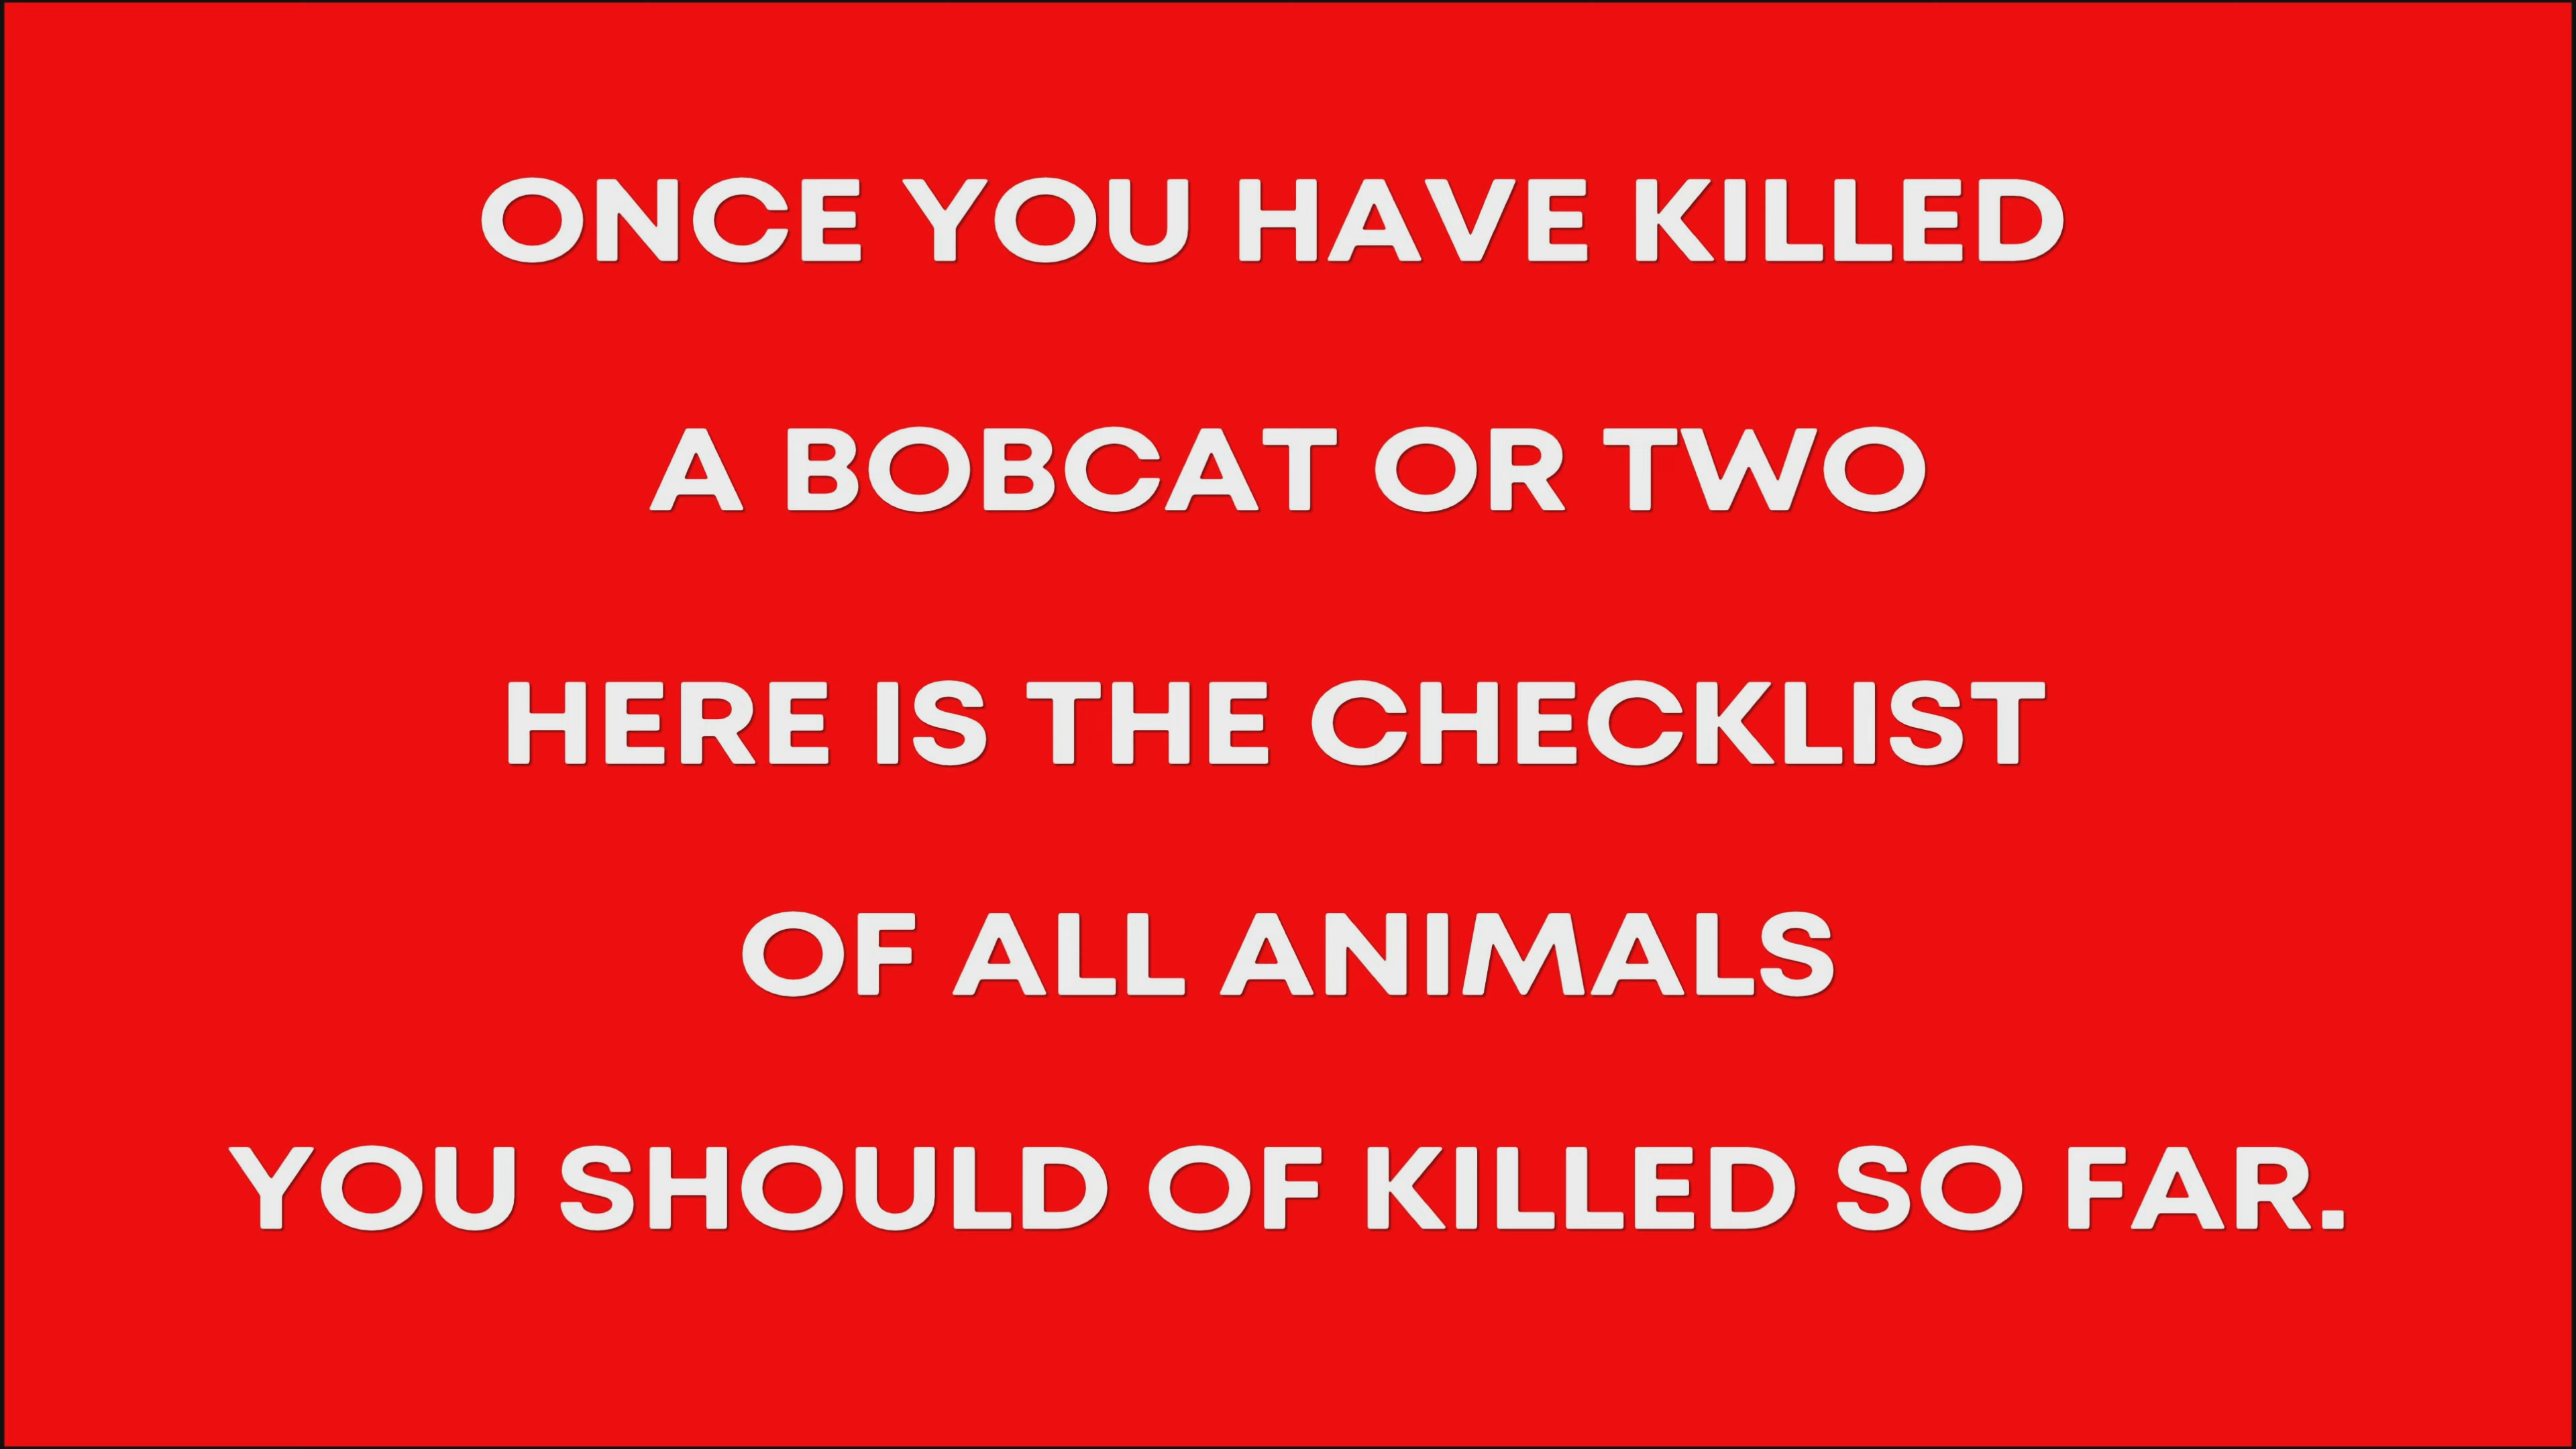 ONCE YOU HAVE KILLED
A BOBCAT OR TWO
HERE IS THE CHECKLIST
OF ALL ANIMALS
YOU SHOULD OF KILLED SO FAR.